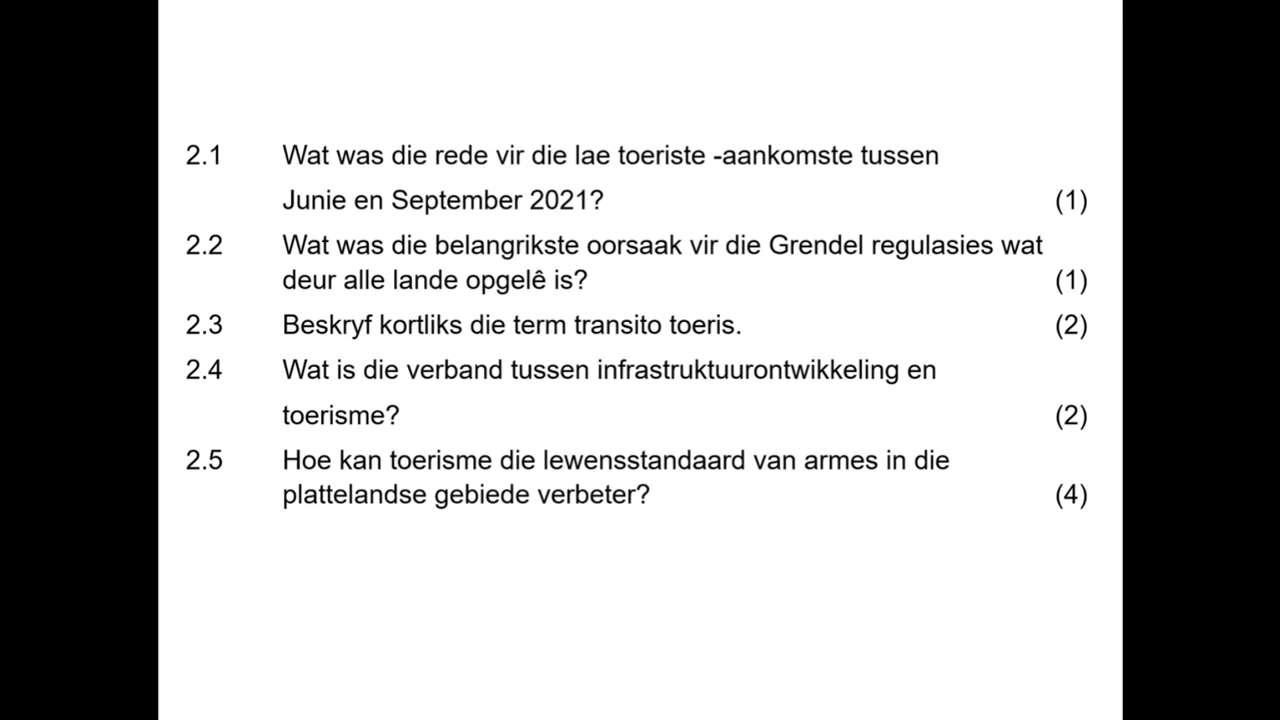 2.1 Wat was die rede vir die lae toeriste -aankomste tussen
Junie en September 2021? (1)
2.2 Wat was die belangrikste oorsaak vir die Grendel regulasies wat
deur alle lande opgelê is? (1)
2.3 Beskryf kortliks die term transito toeris. (2)
2.4 Wat is die verband tussen infrastruktuurontwikkeling en
toerisme? (2)
2.5 Hoe kan toerisme die lewensstandaard van armes in die
plattelandse gebiede verbeter? (4)